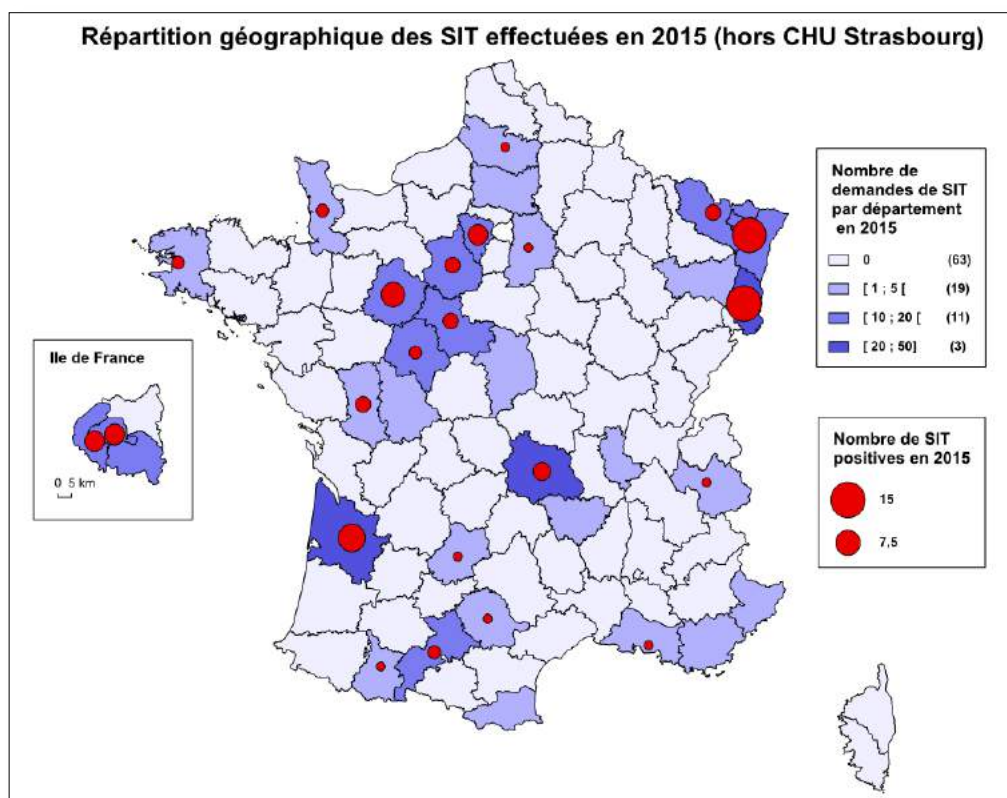 Répartition géographique des SIT effectuées en 2015 (hors CHU Strasbourg)
Nombre de
demandes de SIT
par département
en 2015
0 (63)
[ 1 ; 5 [ (19)
[ 10 ; 20 [ (11)
[ 20 ; 50] (3)
Ile de France
0 5 km
Nombre de SIT
positives en 2015
15
7,5